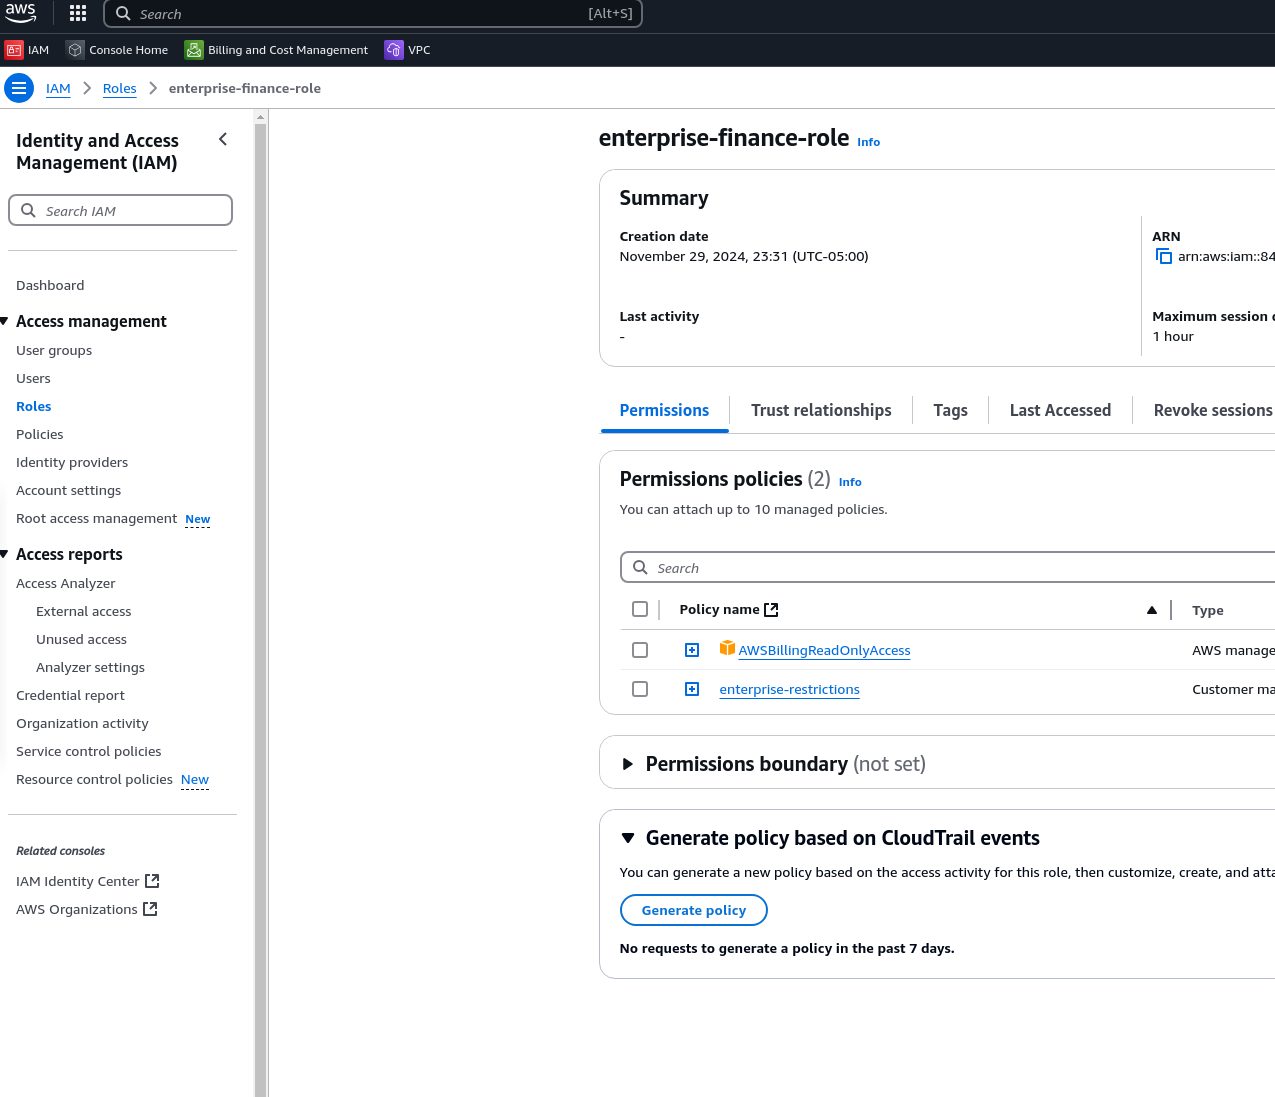 aws
Search [Alt+S]
IAM Console Home Billing and Cost Management VPC
IAM Roles enterprise-finance-role
Identity and Access
Management (IAM)
Search IAM
Dashboard
Access management
User groups
Users
Roles
Policies
Identity providers
Account settings
Root access management New
Access reports
Access Analyzer
External access
Unused access
Analyzer settings
Credential report
Organization activity
Service control policies
Resource control policies New
Related consoles
IAM Identity Center
AWS Organizations
enterprise-finance-role Info
Summary
Creation date
November 29, 2024, 23:31 (UTC-05:00)
ARN
arn:aws:iam::84
Last activity
-
Maximum session
1 hour
Permissions Trust relationships Tags Last Accessed Revoke sessions
Permissions policies (2) Info
You can attach up to 10 managed policies.
Search
Policy name Type
AWSBillingReadOnlyAccess AWS manage
enterprise-restrictions Customer ma
Permissions boundary (not set)
Generate policy based on CloudTrail events
You can generate a new policy based on the access activity for this role, then customize, create, and atta
Generate policy
No requests to generate a policy in the past 7 days.